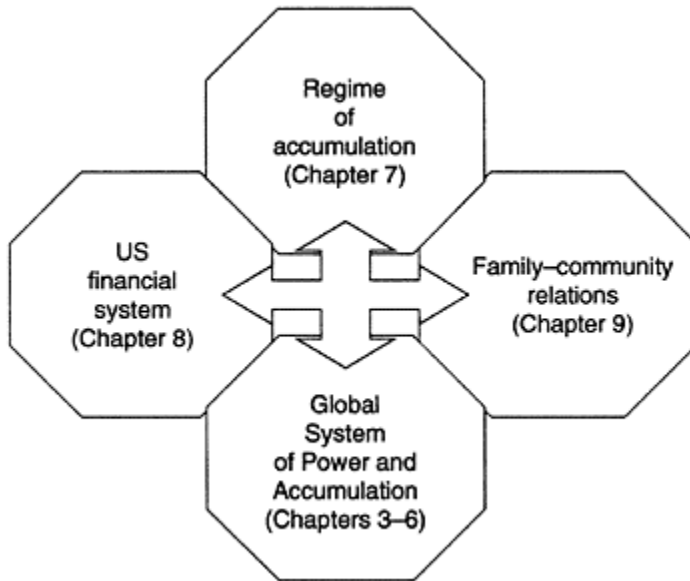 Regime
of
accumulation
(Chapter 7)
US
financial
system
(Chapter 8)
Family–community
relations
(Chapter 9)
Global
System
of Power and
Accumulation
(Chapters 3–6)